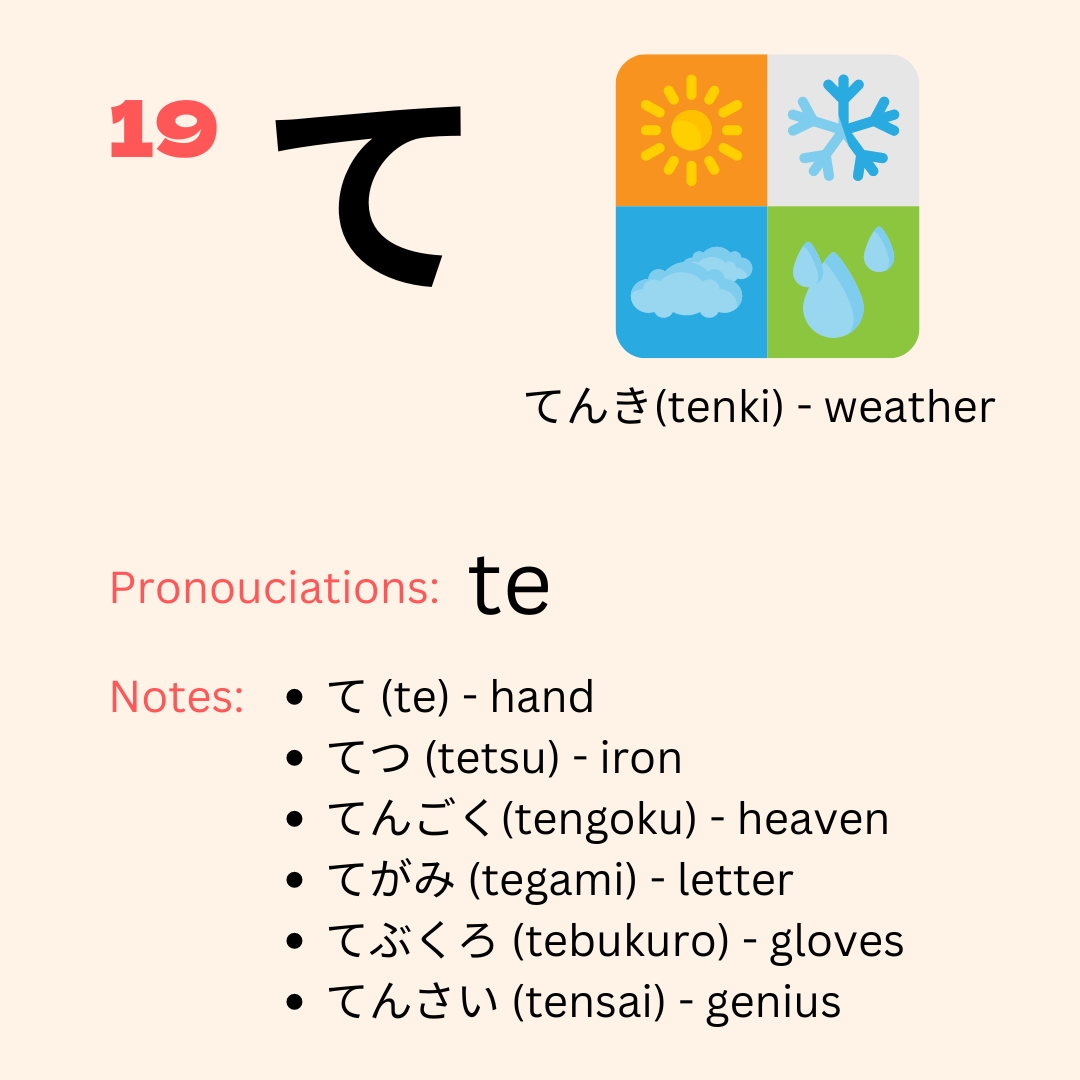 19 て
てんき(tenki) - weather
Pronouciations: te
Notes:
• て (te) - hand
• てつ (tetsu) - iron
• てんごく(tengoku) - heaven
• てがみ (tegami) - letter
• てぶくろ (tebukuro) - gloves
• てんさい (tensai) - genius